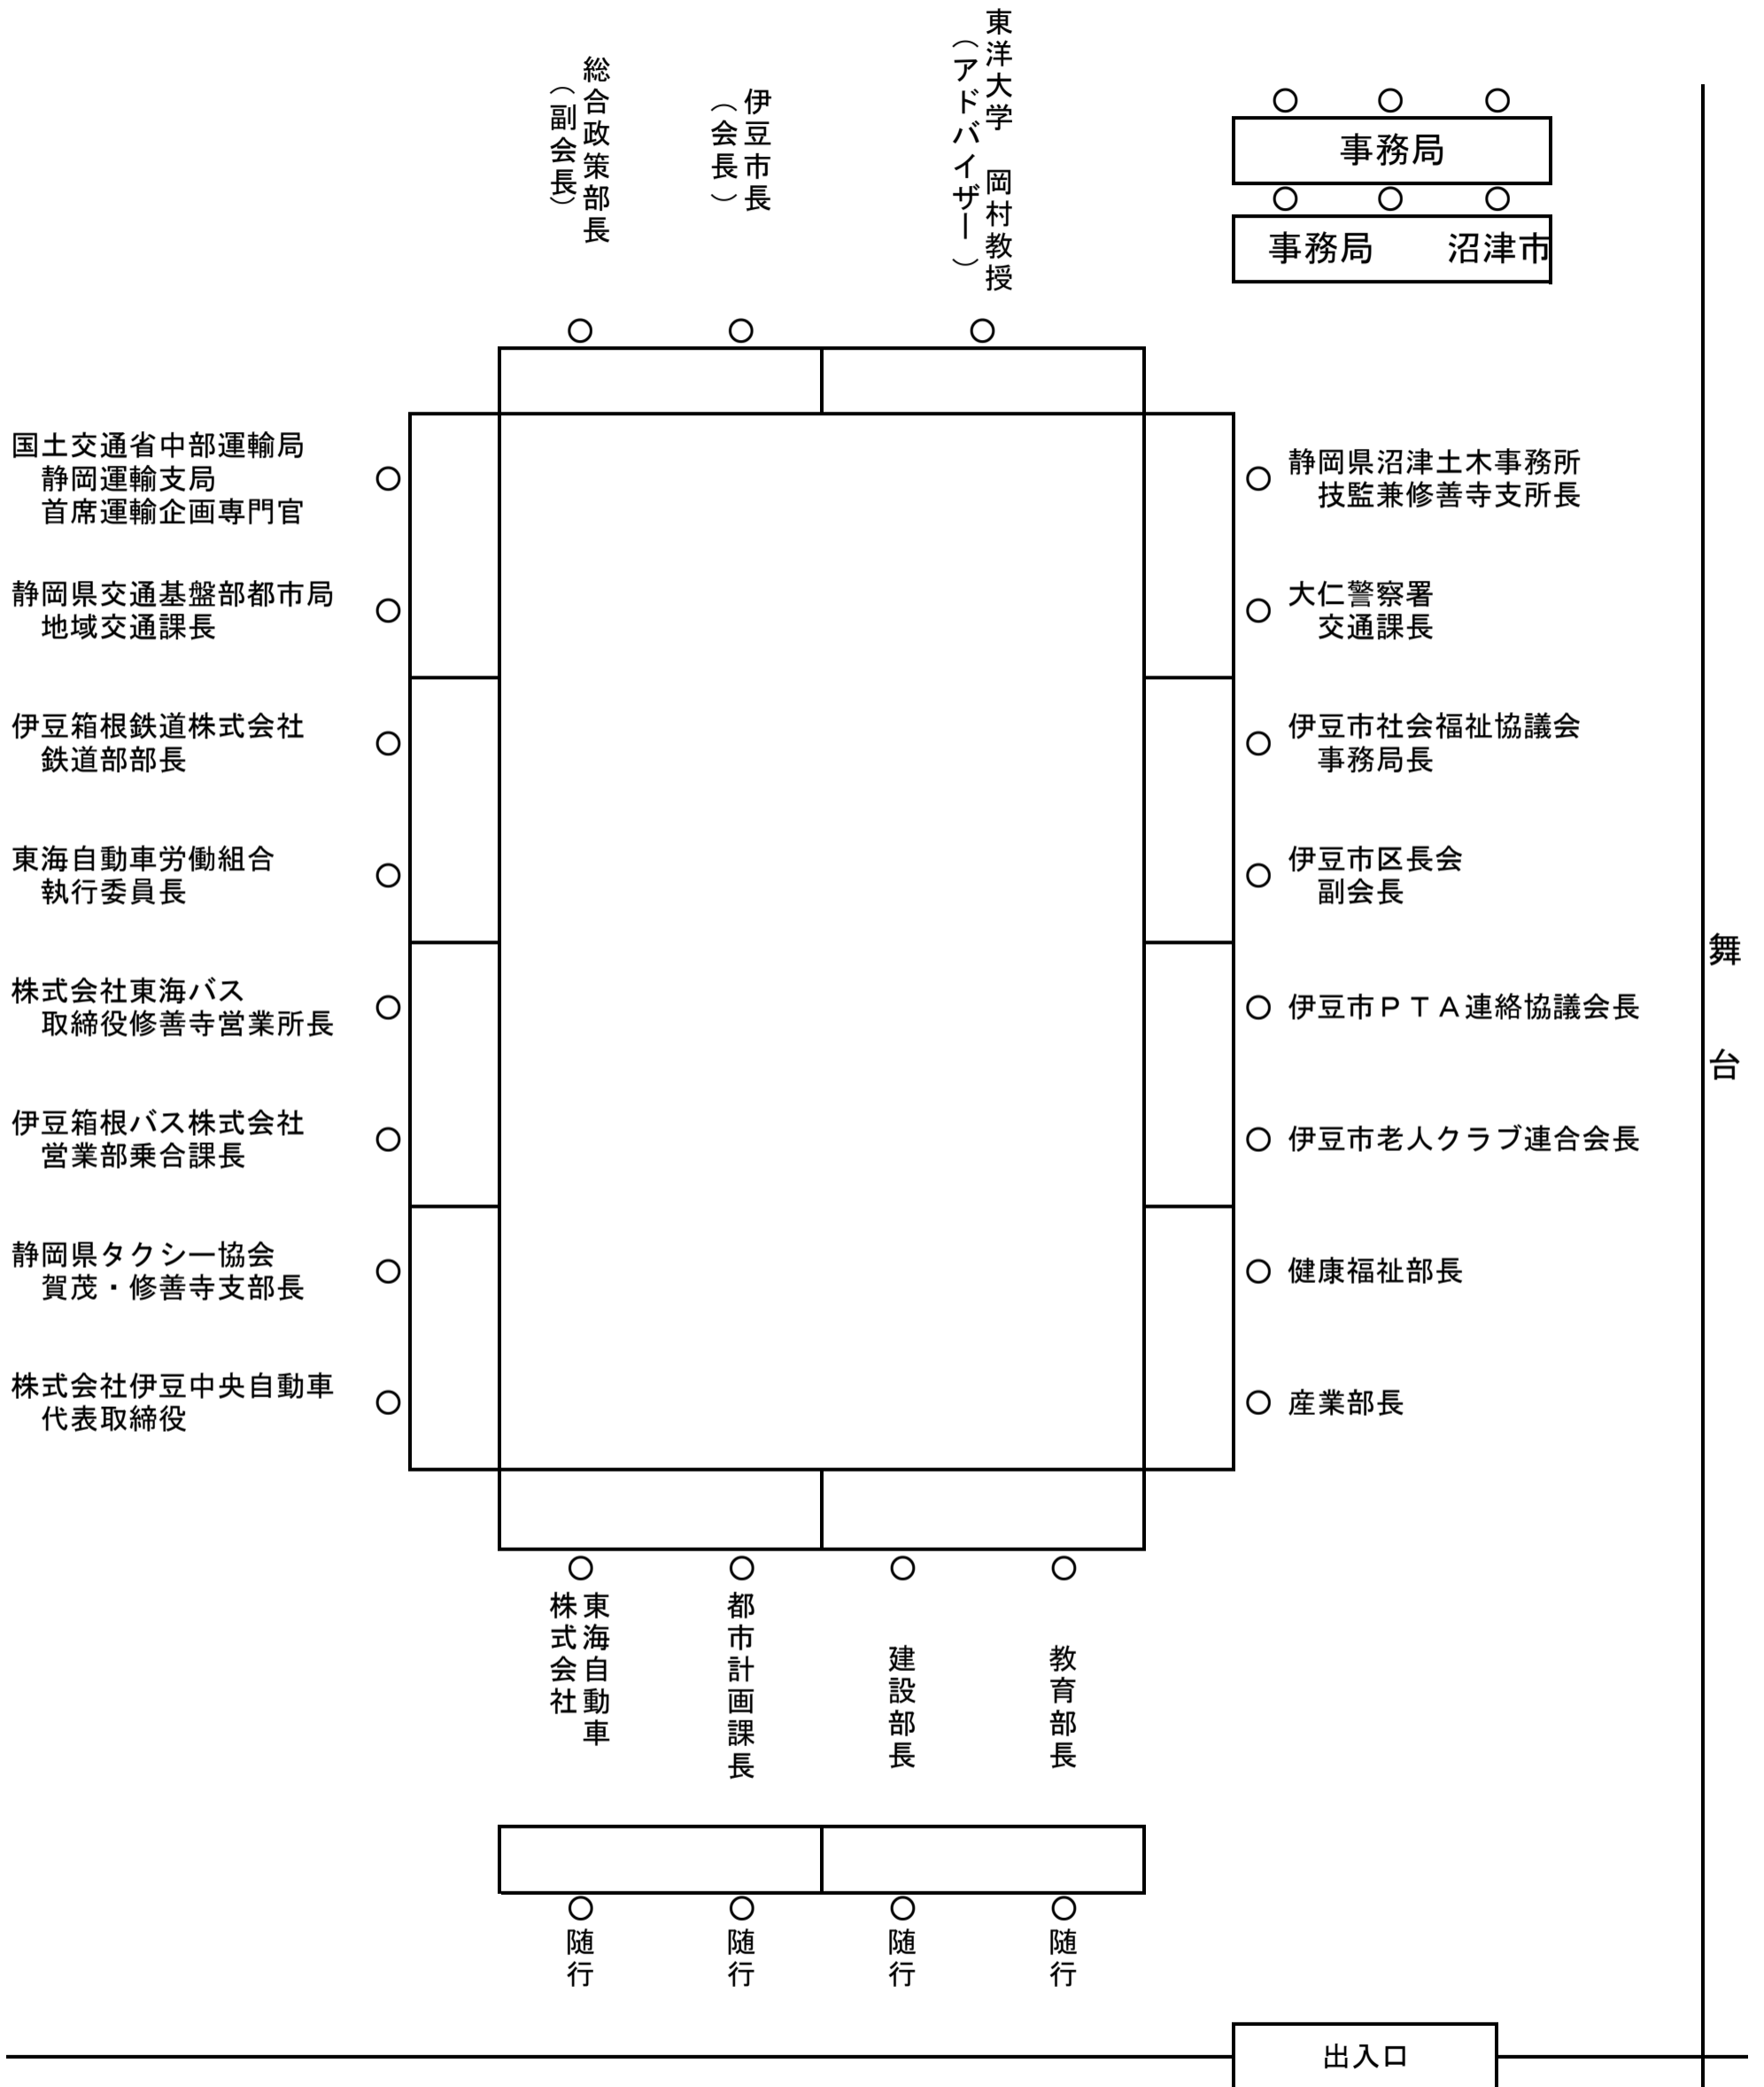 東洋大学　岡村教授
（アドバイザー）
伊豆市長
（会長）
総合政策部長
（副会長）
事務局
事務局　　沼津市
国土交通省中部運輸局
静岡運輸支局
首席運輸企画専門官
静岡県交通基盤部都市局
地域交通課長
伊豆箱根鉄道株式会社
鉄道部部長
東海自動車労働組合
執行委員長
株式会社東海バス
取締役修善寺営業所長
伊豆箱根バス株式会社
営業部乗合課長
静岡県タクシー協会
賀茂・修善寺支部長
株式会社伊豆中央自動車
代表取締役
静岡県沼津土木事務所
技監兼修善寺支所長
大仁警察署
交通課長
伊豆市社会福祉協議会
事務局長
伊豆市区長会
副会長
伊豆市ＰＴＡ連絡協議会長
伊豆市老人クラブ連合会長
健康福祉部長
産業部長
舞台
東海自動車
株式会社
都市計画課長
建設部長
教育部長
随行
随行
随行
随行
出入口